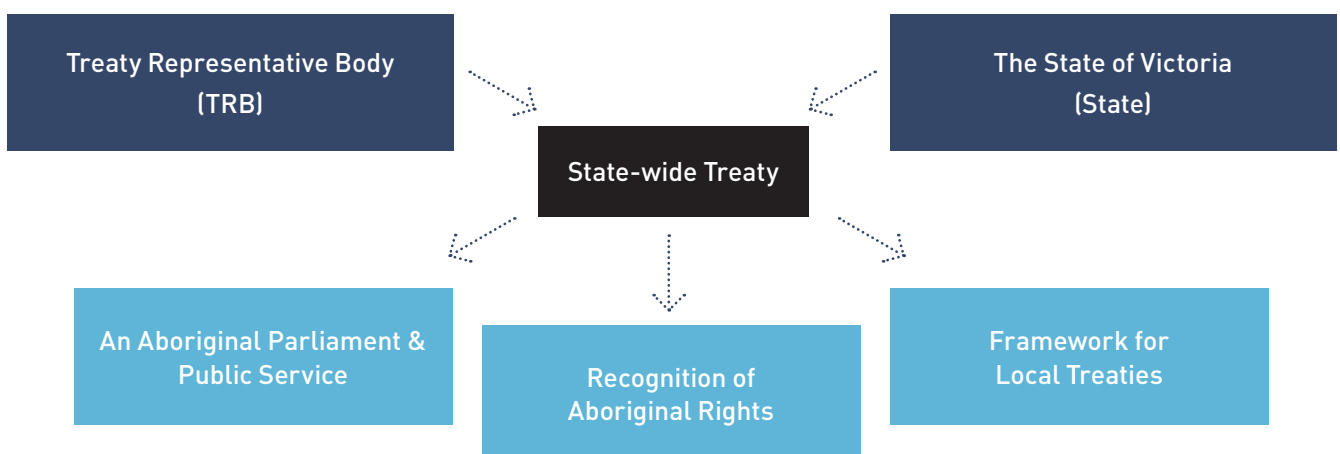 Treaty Representative Body
(TRB)
The State of Victoria
(State)
State-wide Treaty
An Aboriginal Parliament &
Public Service
Recognition of
Aboriginal Rights
Framework for
Local Treaties